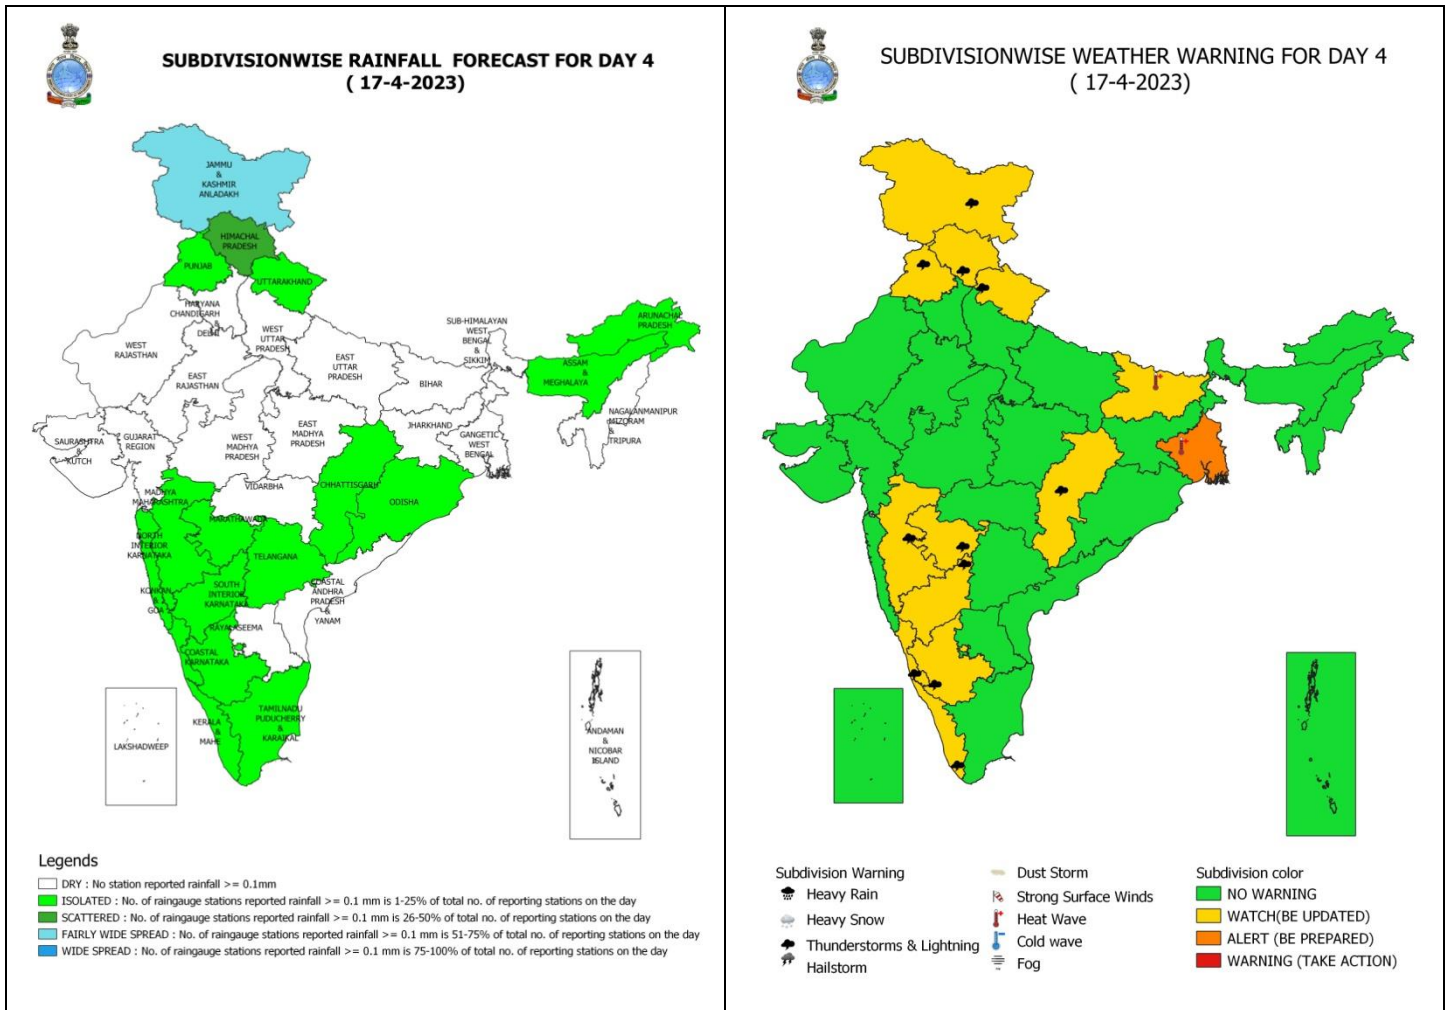 SUBDIVISIONWISE RAINFALL FORECAST FOR DAY 4
( 17-4-2023)
JAMMU
&
KASHMIR
ANLADAKH
HIMACHAL
PRADESH
PUNJAB
UTTARAKHAND
HARYANA
CHANDIGARH
&
DELHI
WEST
UTTAR
PRADESH
WEST
RAJASTHAN
EAST
RAJASTHAN
EAST
UTTAR
PRADESH
SUB-HIMALAYAN
WEST
BENGAL
&
SIKKIM
ARUNACHAL
PRADESH
ASSAM
&
MEGHALAYA
BIHAR
NAGALANMANIPUR
MIZORAM
&
TRIPURA
JHARKHAND
GANGETIC
WEST
BENGAL
SAURASHTRA
&
KUTCH
GUJARAT
REGION
WEST
MADHYA
PRADESH
EAST
MADHYA
PRADESH
VIDARBHA
CHHATTISGARH
ODISHA
MADHYA
MAHARASHTRA
MARATHAWADA
NORTH
INTERIOR
KARNATAKA
TELANGANA
KONKAN
&
GOA
SOUTH
INTERIOR
KARNATAKA
COASTAL
ANDHRA
PRADESH
&
YANAM
RAYALASEEMA
COASTAL
KARNATAKA
TAMILNADU
PUDUCHERRY
&
KARAIKAL
KERALA
&
MAHE
LAKSHADWEEP
ANDAMAN
&
NICOBAR
ISLAND
Legends
DRY : No station reported rainfall >= 0.1mm
ISOLATED : No. of raingauge stations reported rainfall >= 0.1 mm is 1-25% of total no. of reporting stations on the day
SCATTERED : No. of raingauge stations reported rainfall >= 0.1 mm is 26-50% of total no. of reporting stations on the day
FAIRLY WIDE SPREAD : No. of raingauge stations reported rainfall >= 0.1 mm is 51-75% of total no. of reporting stations on the day
WIDE SPREAD : No. of raingauge stations reported rainfall >= 0.1 mm is 75-100% of total no. of reporting stations on the day
SUBDIVISIONWISE WEATHER WARNING FOR DAY 4
( 17-4-2023)
Subdivision Warning
Heavy Rain
Heavy Snow
Thunderstorms & Lightning
Hailstorm
Dust Storm
Strong Surface Winds
Heat Wave
Cold wave
Fog
Subdivision color
NO WARNING
WATCH(BE UPDATED)
ALERT (BE PREPARED)
WARNING (TAKE ACTION)